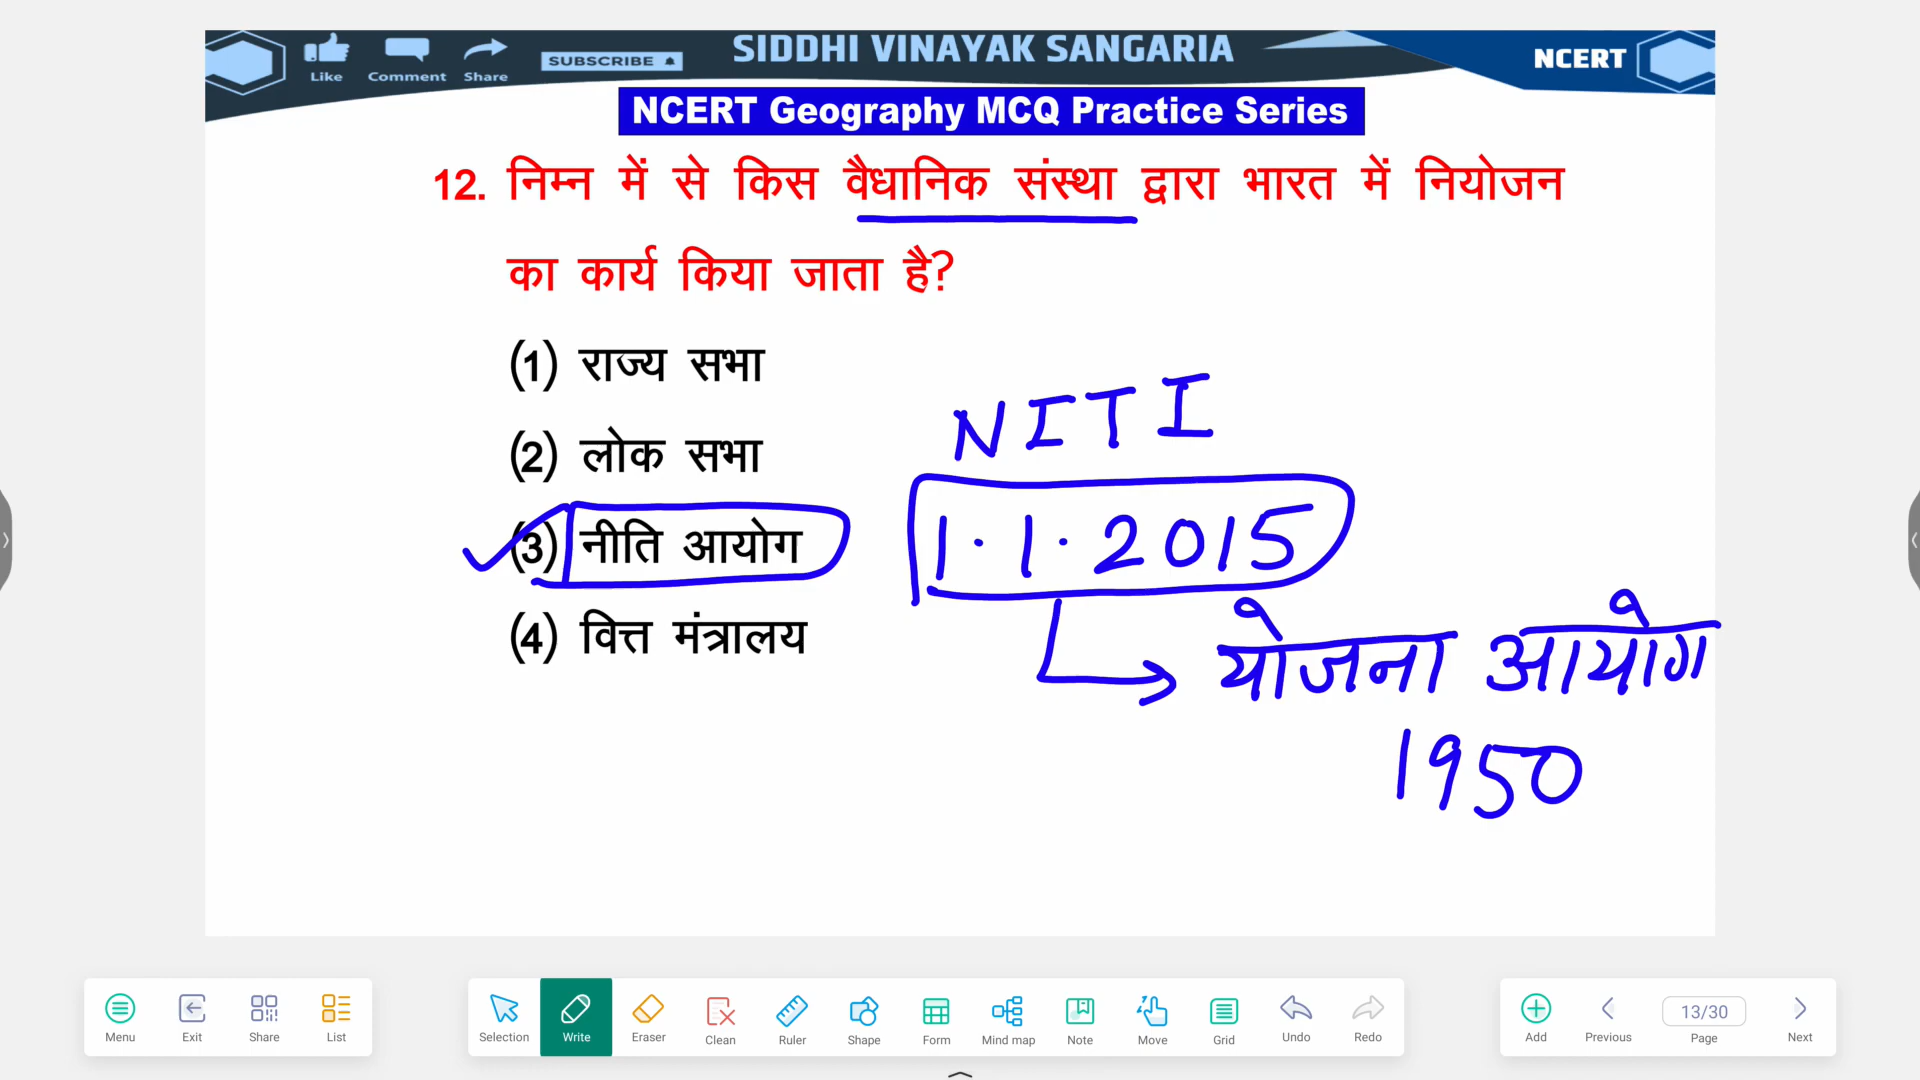 Like Comment Share SUBSCRIBE SIDDHI VINAYAK SANGARIA NCERT
NCERT Geography MCQ Practice Series
12. निम्न में से किस वैधानिक संस्था द्वारा भारत में नियोजन
का कार्य किया जाता है?
(1) राज्य सभा
(2) लोक सभा
NITI
(3) नीति आयोग 1.1.2015
(4) वित्त मंत्रालय
योजना आयोग
1950
Menu Exit Share List Selection Write Eraser Clean Ruler Shape Form Mind map Note Move Grid Undo Redo Add Previous 13/30 Page Next